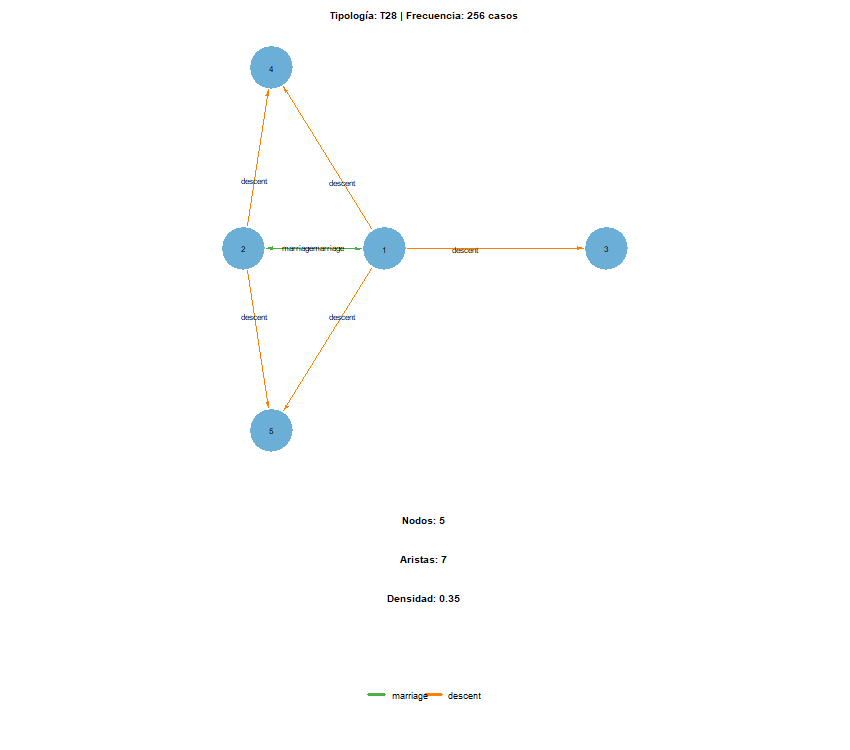 Tipología: T28 | Frecuencia: 256 casos
4
descent
descent
2
marriagemarriage
1
descent
3
descent
descent
5
Nodos: 5
Aristas: 7
Densidad: 0.35
marriage descent